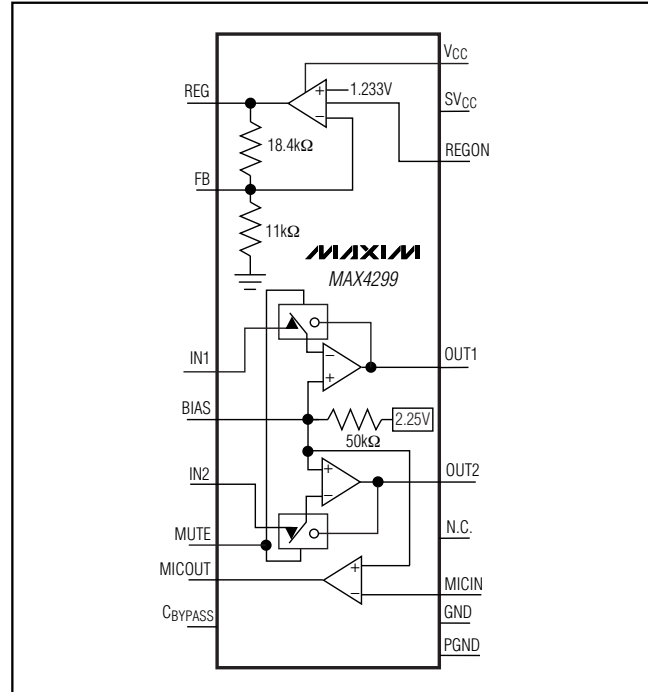 VCC
REG
1.233V
SVCC
18.4kΩ
REGON
FB
11kΩ
MAXIM
MAX4299
IN1
OUT1
BIAS
2.25V
50kΩ
IN2
OUT2
MUTE
N.C.
MICOUT
MICIN
CBYPASS
GND
PGND